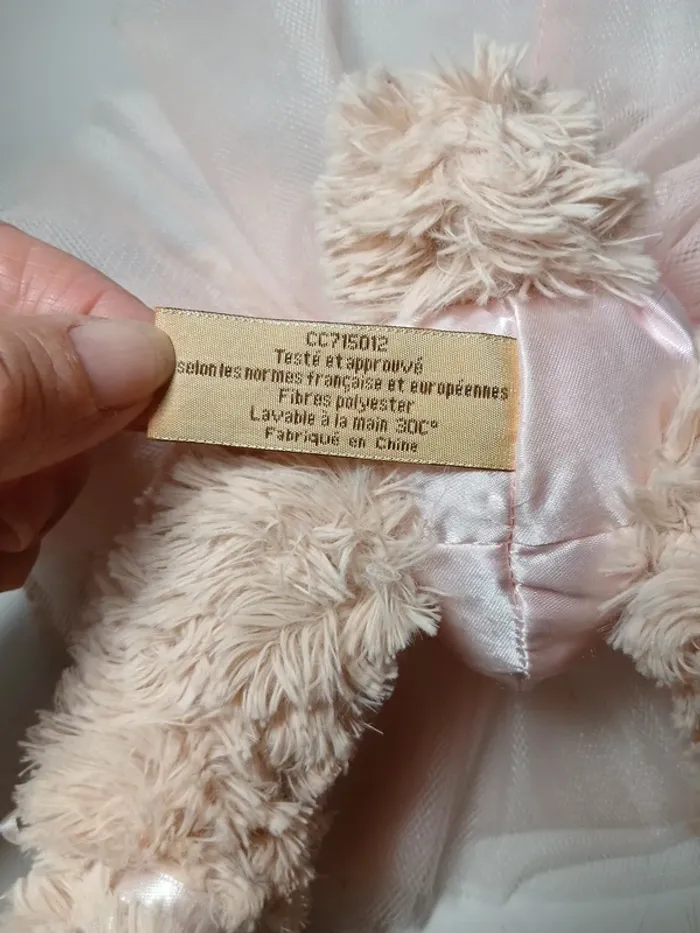 CC715012
Testé et approuvé
selon les normes française et européennes
Fibres polyester
Lavable à la main 30C°
Fabriqué en Chine